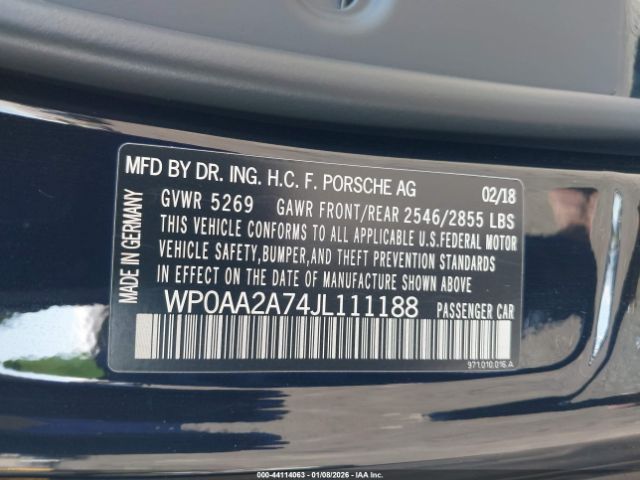 MFD BY DR. ING. H.C. F. PORSCHE AG 02/18
GVWR 5269 GAWR FRONT/REAR 2546/2855 LBS
THIS VEHICLE CONFORMS TO ALL APPLICABLE U.S.FEDERAL MOTOR
VEHICLE SAFETY,BUMPER,AND THEFT PREVENTION STANDARDS
IN EFFECT ON THE DATE OF MANUFACTURE SHOWN ABOVE
WP0AA2A74JL111188 PASSENGER CAR
MADE IN GERMANY
971.010.016.A
000-44114063 - 01/08/2026 - IAA Inc.